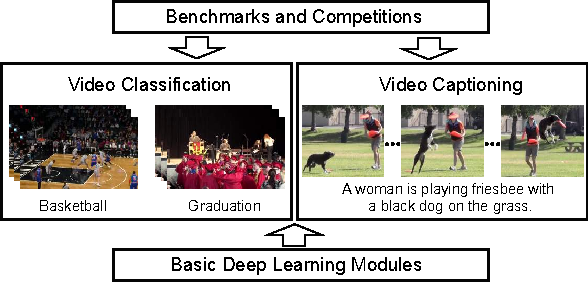 Benchmarks and Competitions
Video Classification
Video Captioning
Basketball
Graduation
A woman is playing friesbee with
a black dog on the grass.
Basic Deep Learning Modules